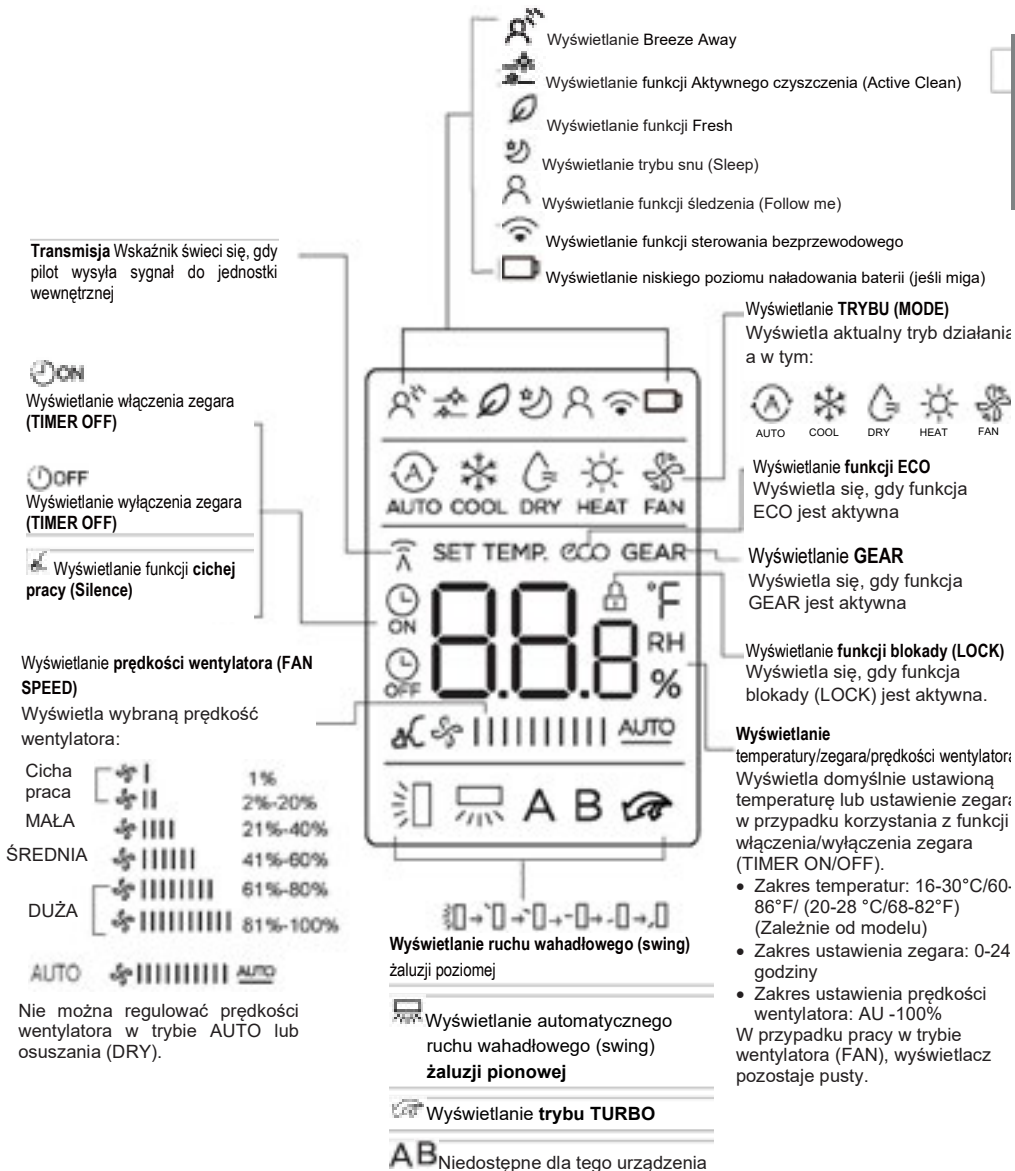 Wyświetlanie Breeze Away
Wyświetlanie funkcji Aktywnego czyszczenia (Active Clean)
Wyświetlanie funkcji Fresh
Wyświetlanie trybu snu (Sleep)
Wyświetlanie funkcji śledzenia (Follow me)
Wyświetlanie funkcji sterowania bezprzewodowego
Wyświetlanie niskiego poziomu naładowania baterii (jeśli miga)
Transmisja Wskaźnik świeci się, gdy
pilot wysyła sygnał do jednostki
wewnętrznej
ON
Wyświetlanie włączenia zegara
(TIMER OFF)
OFF
Wyświetlanie wyłączenia zegara
(TIMER OFF)
Wyświetlanie funkcji cichej
pracy (Silence)
Wyświetlanie prędkości wentylatora (FAN
SPEED)
Wyświetla wybraną prędkość
wentylatora:
Cicha
praca
1%
2%-20%
MAŁA
21%-40%
ŚREDNIA
41%-60%
DUŻA
61%-80%
81%-100%
AUTO AUTO
Nie można regulować prędkości
wentylatora w trybie AUTO lub
osuszania (DRY).
AUTO COOL DRY HEAT FAN
SET TEMP. eco GEAR
ON
OFF
88.8
°F
RH
%
AUTO
A B
Wyświetlanie ruchu wahadłowego (swing)
żaluzji poziomej
Wyświetlanie automatycznego
ruchu wahadłowego (swing)
żaluzji pionowej
Wyświetlanie trybu TURBO
AB Niedostępne dla tego urządzenia
Wyświetlanie TRYBU (MODE)
Wyświetla aktualny tryb działania
a w tym:
A
AUTO COOL DRY HEAT FAN
Wyświetlanie funkcji ECO
Wyświetla się, gdy funkcja
ECO jest aktywna
Wyświetlanie GEAR
Wyświetla się, gdy funkcja
GEAR jest aktywna
Wyświetlanie funkcji blokady (LOCK)
Wyświetla się, gdy funkcja
blokady (LOCK) jest aktywna.
Wyświetlanie
temperatury/zegara/prędkości wentylatora
Wyświetla domyślnie ustawioną
temperaturę lub ustawienie zegara
w przypadku korzystania z funkcji
włączenia/wyłączenia zegara
(TIMER ON/OFF).
• Zakres temperatur: 16-30°C/60-
86°F/ (20-28 °C/68-82°F)
(Zależnie od modelu)
• Zakres ustawienia zegara: 0-24
godziny
• Zakres ustawienia prędkości
wentylatora: AU -100%
W przypadku pracy w trybie
wentylatora (FAN), wyświetlacz
pozostaje pusty.